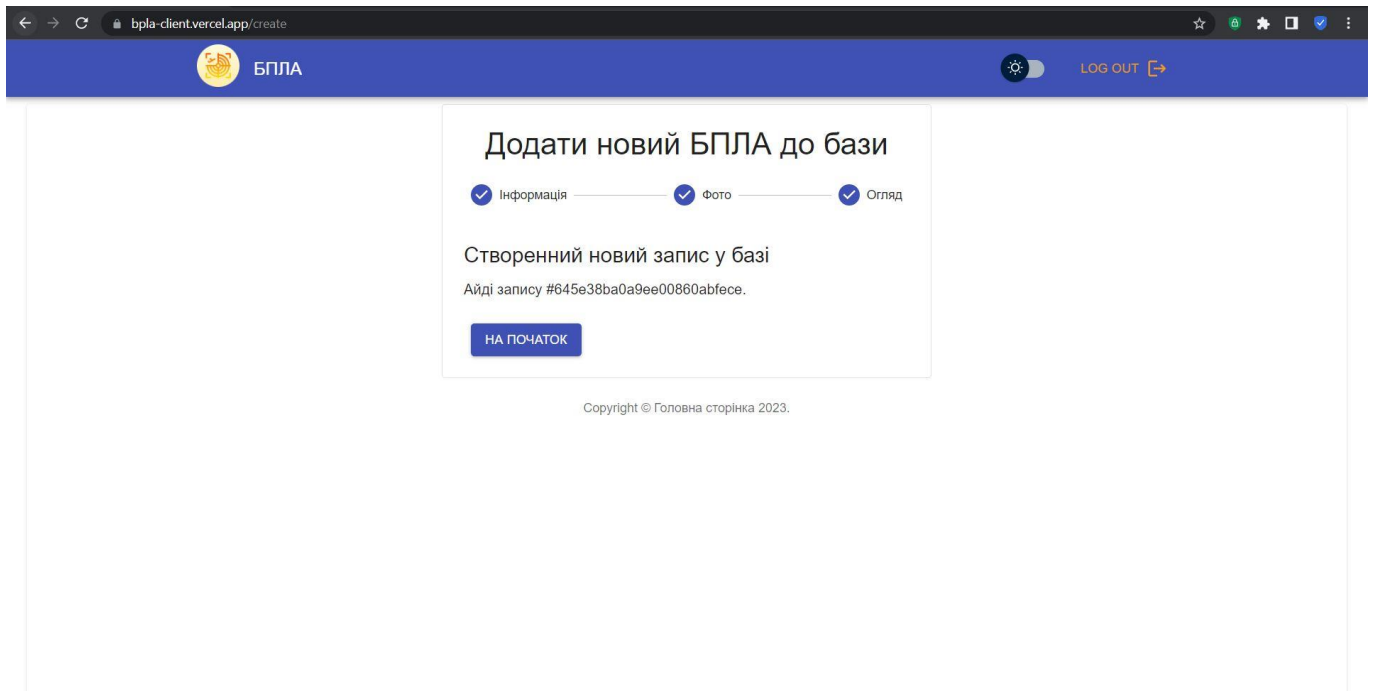 bpla-client.vercel.app/create
БПЛА
LOG OUT
Додати новий БПЛА до бази
Інформація
Фото
Огляд
Створенний новий запис у базі
Айді запису #645e38ba0a9ee00860abfece.
НА ПОЧАТОК
Copyright © Головна сторінка 2023.